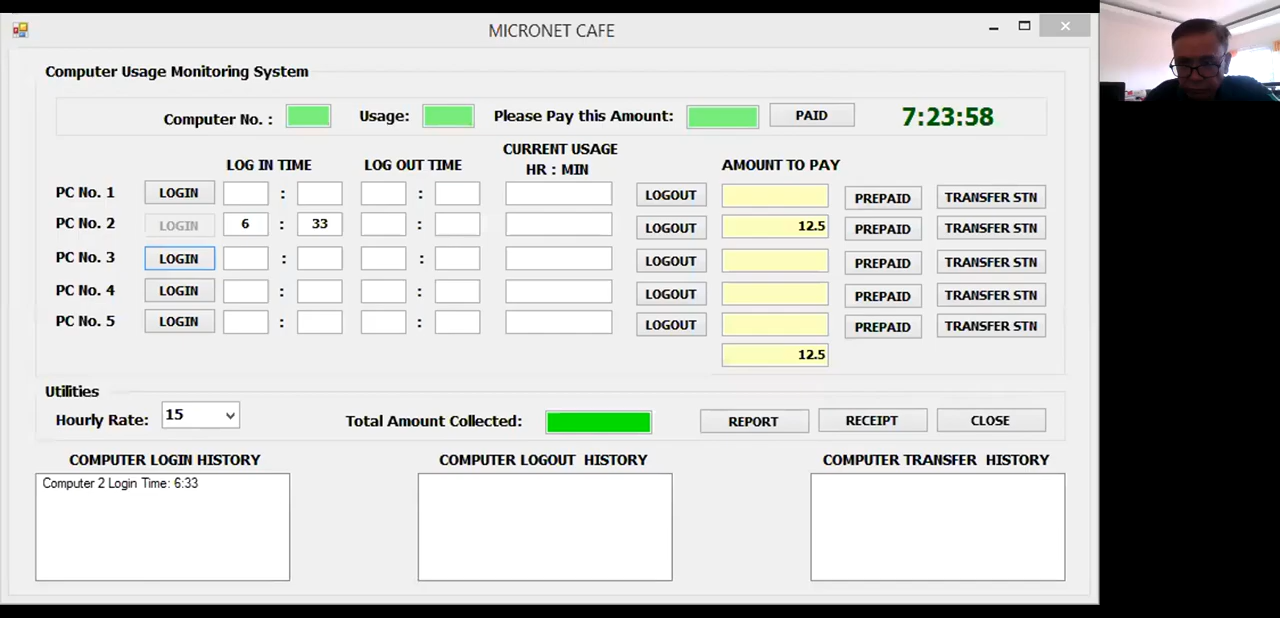 MICRONET CAFE
Computer Usage Monitoring System
Computer No. : Usage: Please Pay this Amount: PAID 7:23:58
LOG IN TIME LOG OUT TIME CURRENT USAGE HR : MIN AMOUNT TO PAY
PC No. 1 LOGIN : : LOGOUT PREPAID TRANSFER STN
PC No. 2 LOGIN 6 : 33 : LOGOUT 12.5 PREPAID TRANSFER STN
PC No. 3 LOGIN : : LOGOUT PREPAID TRANSFER STN
PC No. 4 LOGIN : : LOGOUT PREPAID TRANSFER STN
PC No. 5 LOGIN : : LOGOUT PREPAID TRANSFER STN
12.5
Utilities
Hourly Rate: 15 Total Amount Collected: REPORT RECEIPT CLOSE
COMPUTER LOGIN HISTORY COMPUTER LOGOUT HISTORY COMPUTER TRANSFER HISTORY
Computer 2 Login Time: 6:33